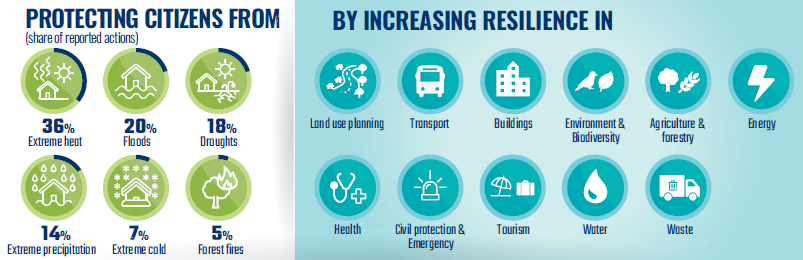 PROTECTING CITIZENS FROM
(share of reported actions)
36%
Extreme heat
20%
Floods
18%
Droughts
14%
Extreme precipitation
7%
Extreme cold
5%
Forest fires
BY INCREASING RESILIENCE IN
Land use planning
Transport
Buildings
Environment &
Biodiversity
Agriculture &
forestry
Energy
Health
Civil protection &
Emergency
Tourism
Water
Waste